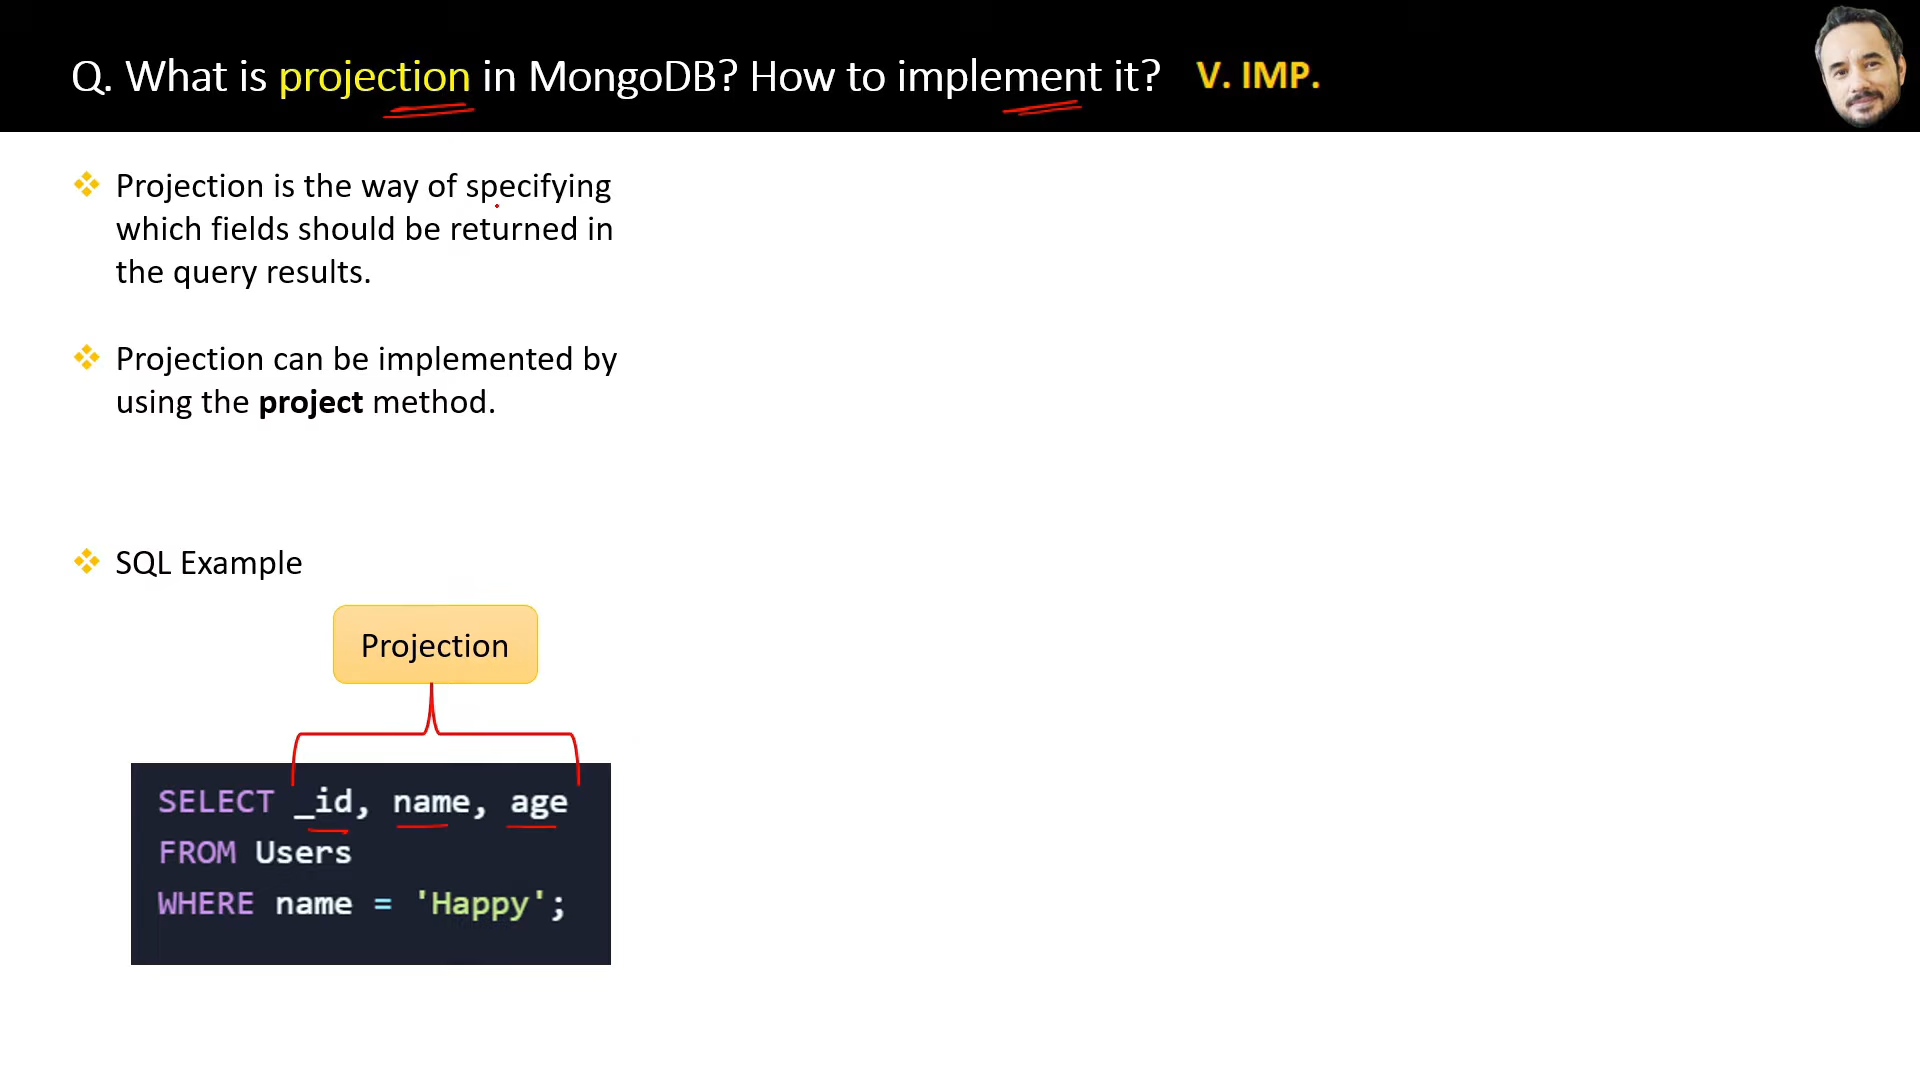 Q. What is projection in MongoDB? How to implement it? V. IMP.
Projection is the way of specifying
which fields should be returned in
the query results.
Projection can be implemented by
using the project method.
SQL Example
Projection
SELECT _id, name, age
FROM Users
WHERE name = 'Happy';